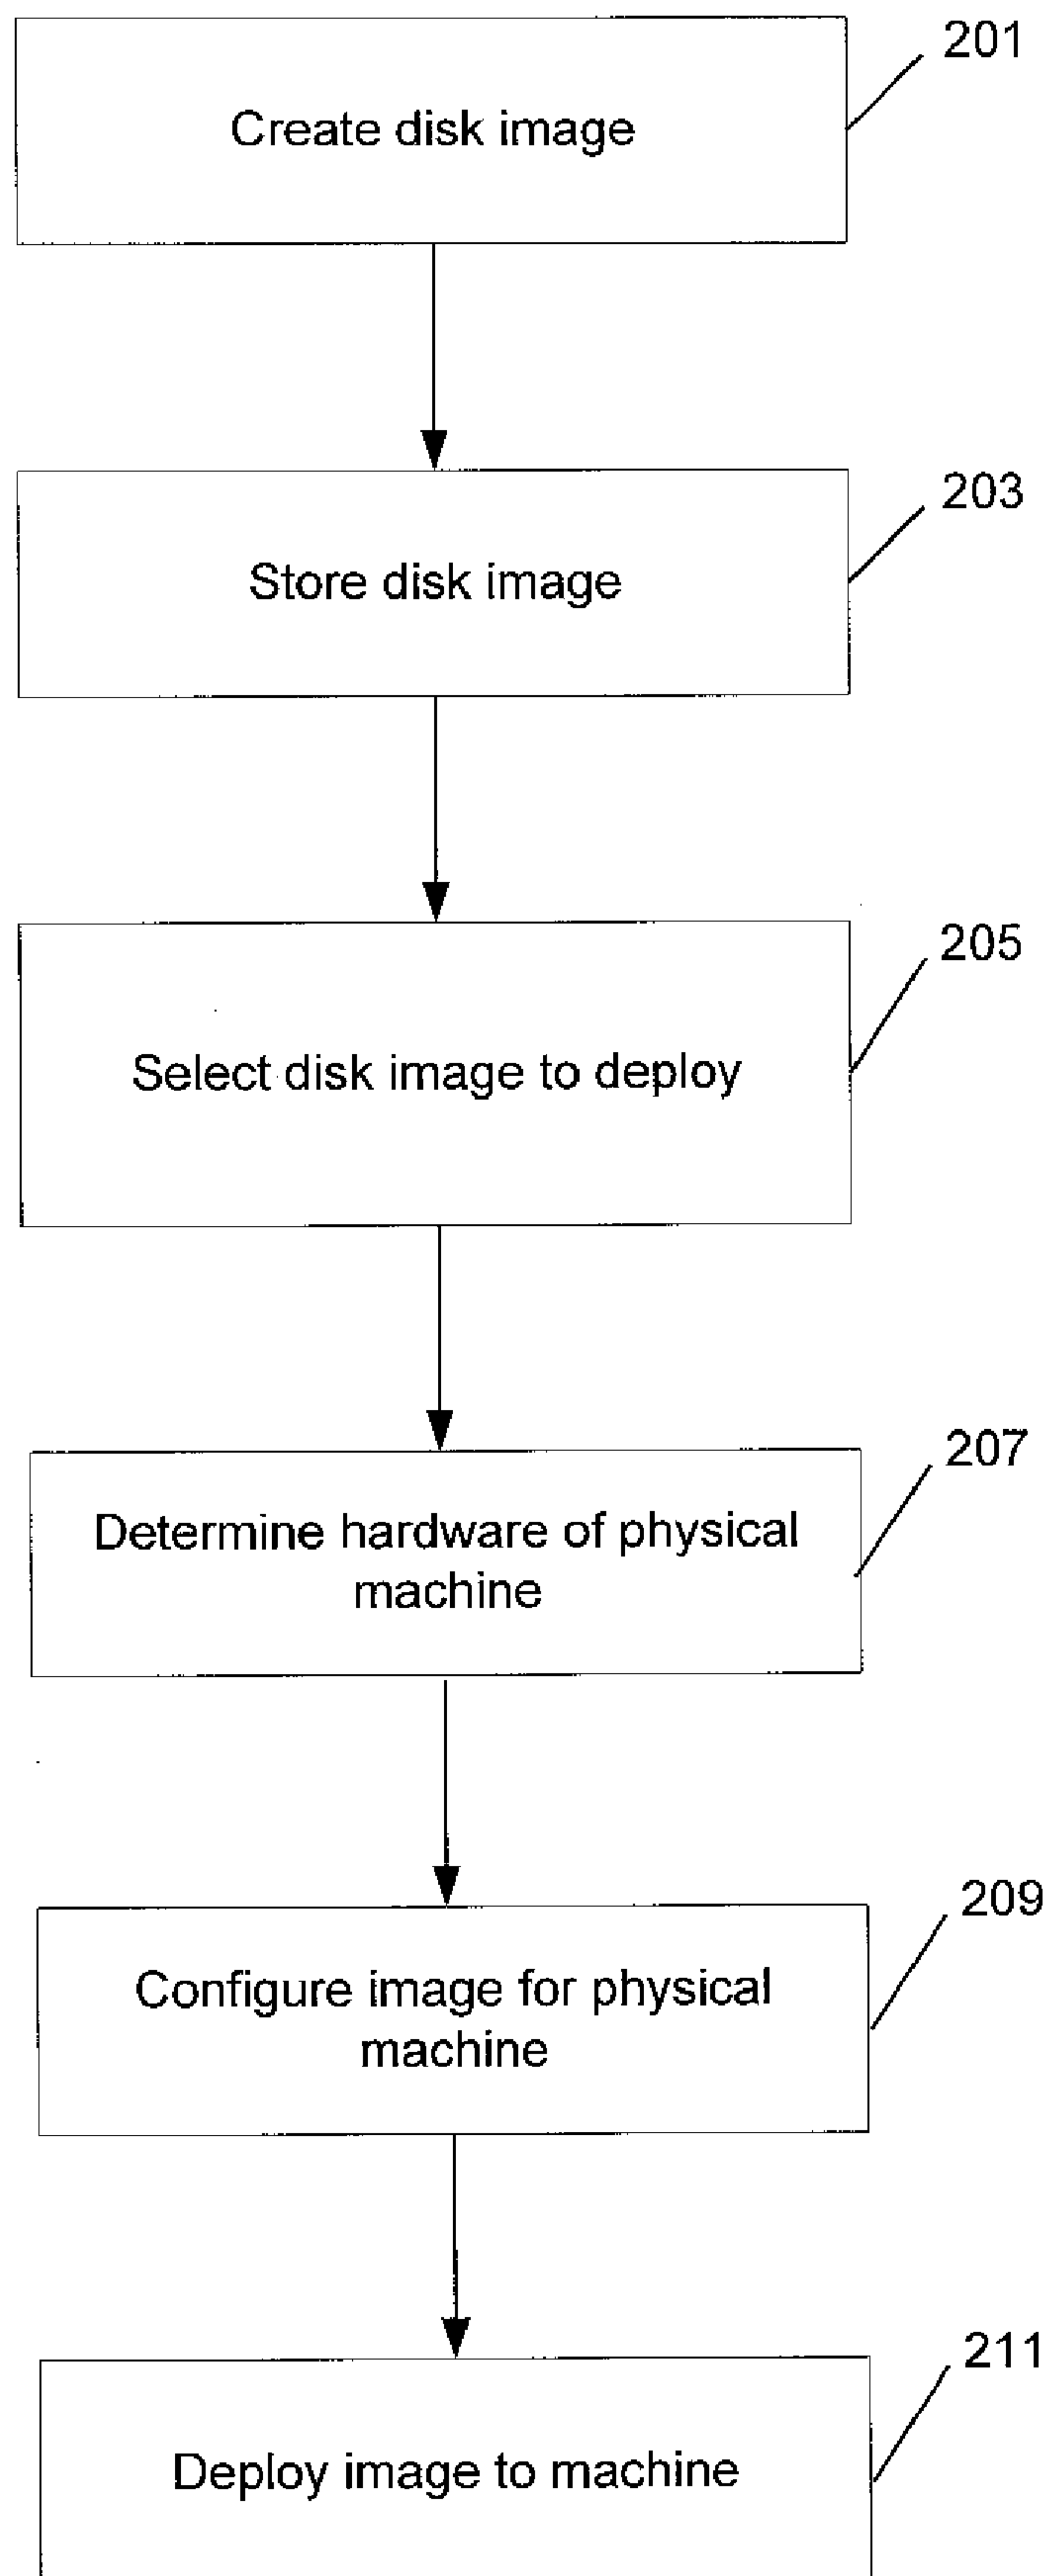 201
Create disk image
203
Store disk image
205
Select disk image to deploy
207
Determine hardware of physical
machine
209
Configure image for physical
machine
211
Deploy image to machine